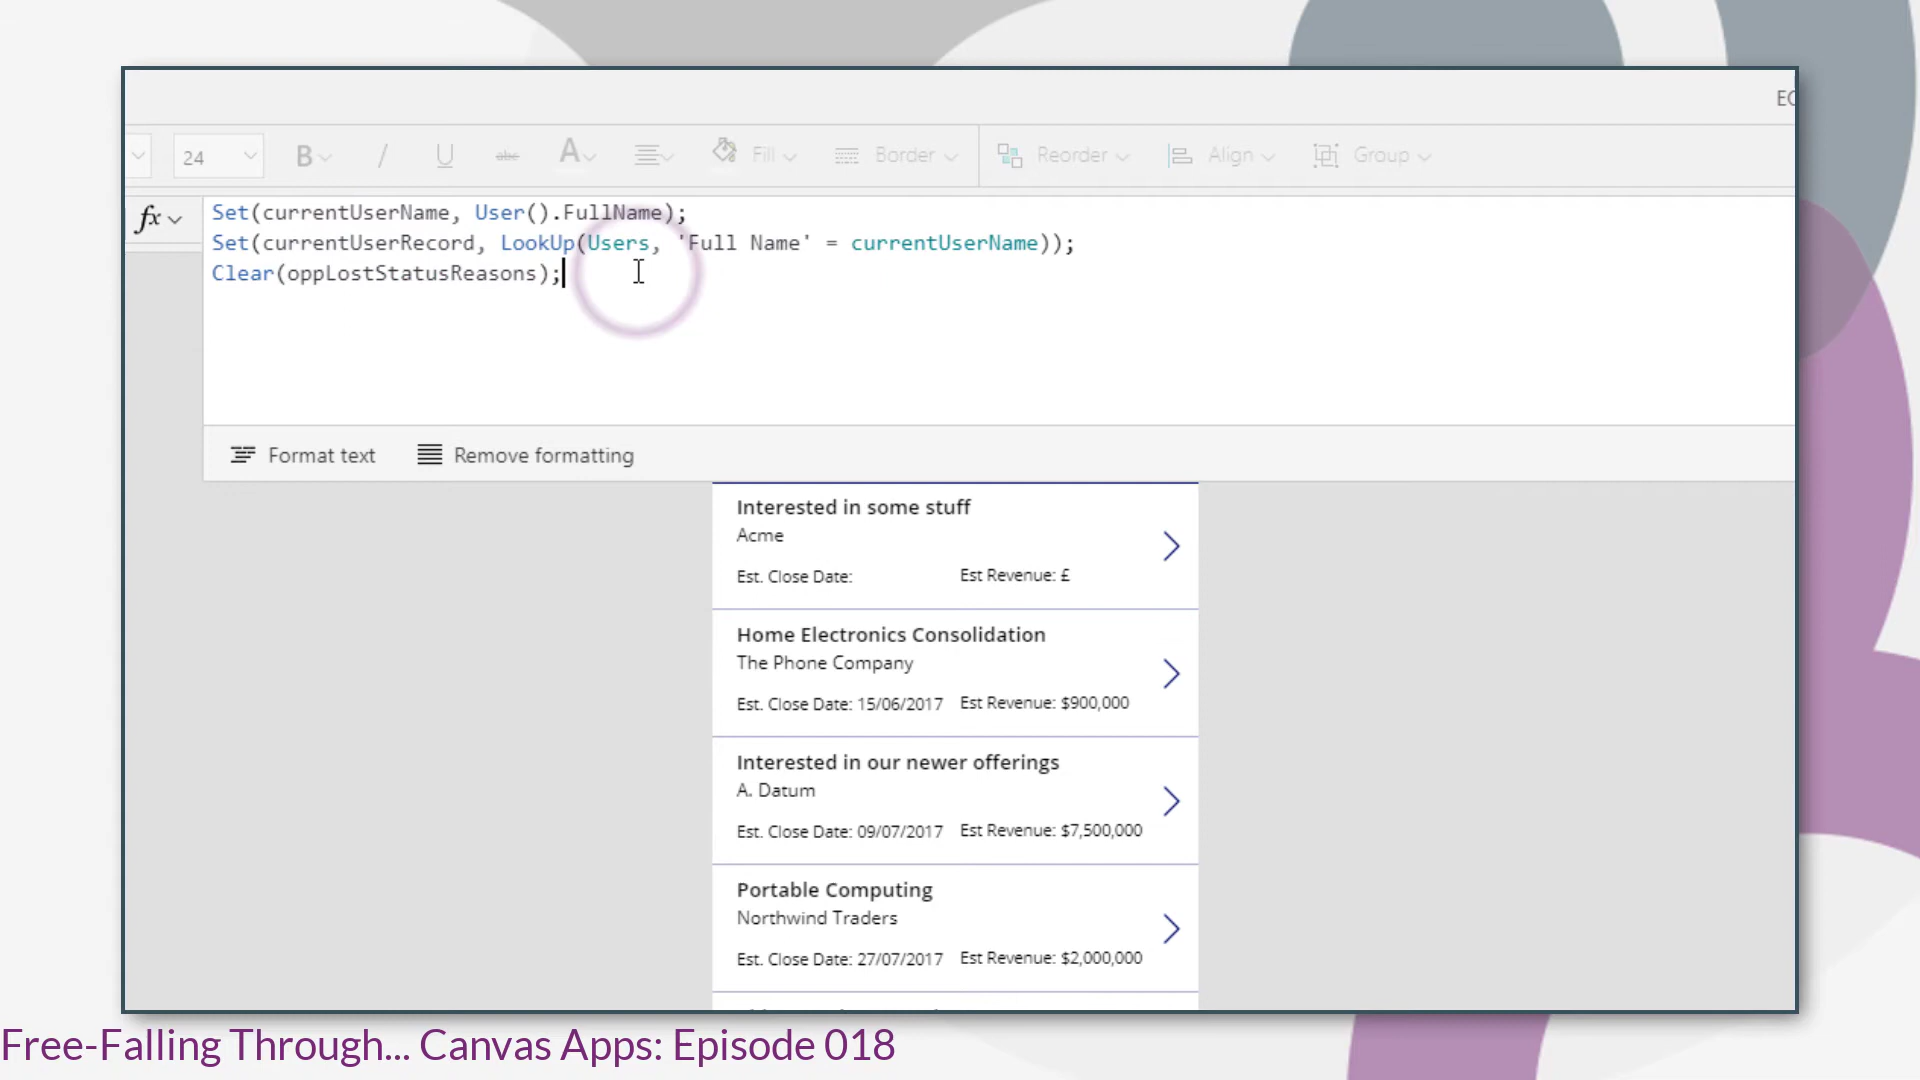 EC
24
B
/
U
abc
A
Fill
Border
Reorder
Align
Group
fx
Set(currentUserName, User().FullName);
Set(currentUserRecord, LookUp(Users, 'Full Name' = currentUserName));
Clear(oppLostStatusReasons);
Format text
Remove formatting
Interested in some stuff
Acme
Est. Close Date:
Est Revenue: £
Home Electronics Consolidation
The Phone Company
Est. Close Date: 15/06/2017
Est Revenue: $900,000
Interested in our newer offerings
A. Datum
Est. Close Date: 09/07/2017
Est Revenue: $7,500,000
Portable Computing
Northwind Traders
Est. Close Date: 27/07/2017
Est Revenue: $2,000,000
Free-Falling Through... Canvas Apps: Episode 018